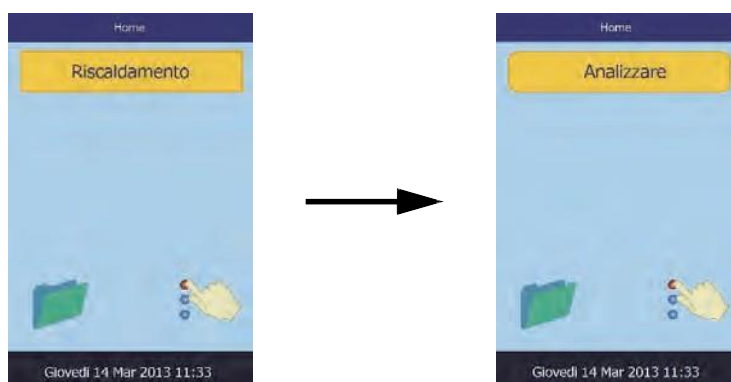 Home
Riscaldamento
Giovedì 14 Mar 2013 11:33
Home
Analizzare
Giovedì 14 Mar 2013 11:33